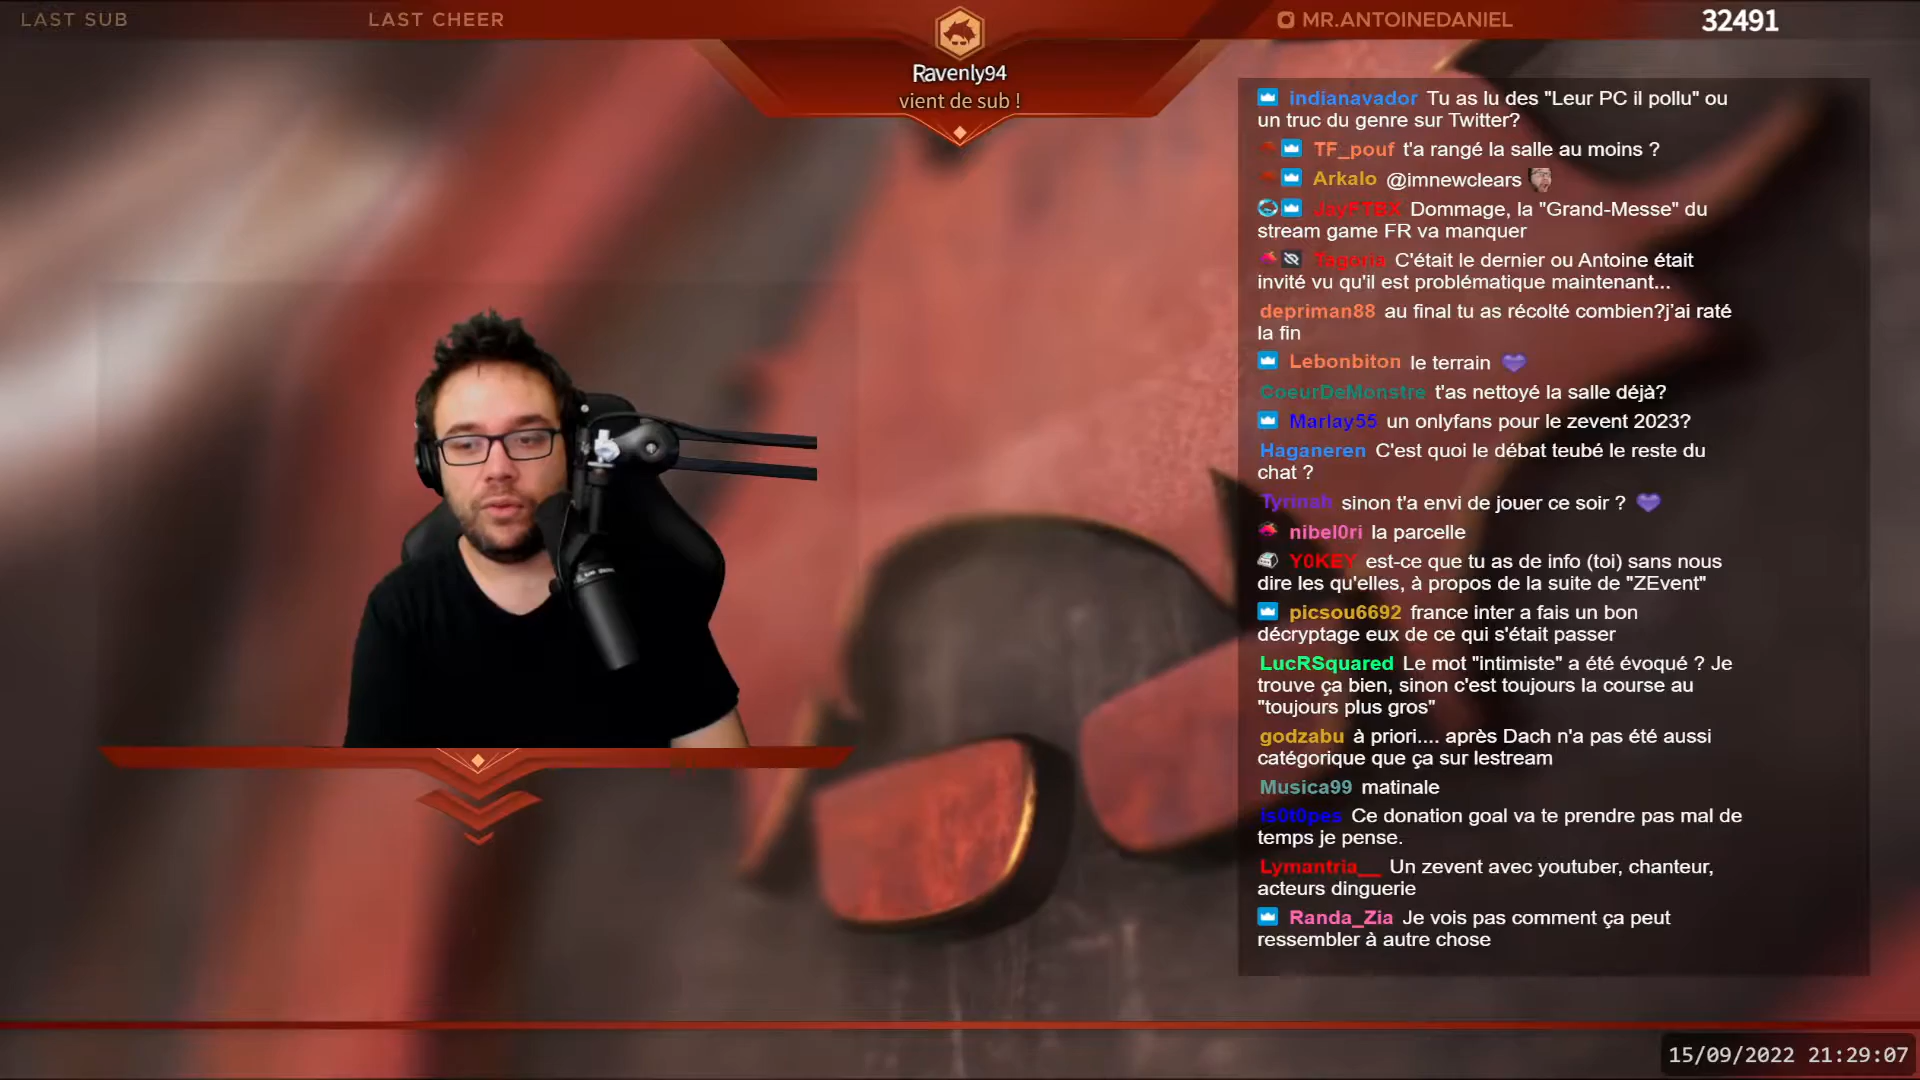 LAST SUB
LAST CHEER
Ravenly94
vient de sub !
MR.ANTOINEDANIEL
32491
indianavador Tu as lu des "Leur PC il pollu" ou
un truc du genre sur Twitter?
TF_pouf t'a rangé la salle au moins ?
Arkalo @imnewclears
JayFTBX Dommage, la "Grand-Messe" du
stream game FR va manquer
Tagoria C'était le dernier ou Antoine était
invité vu qu'il est problématique maintenant...
depriman88 au final tu as récolté combien?j'ai raté
la fin
Lebonbiton le terrain
CoeurDeMonstre t'as nettoyé la salle déjà?
Marlay55 un onlyfans pour le zevent 2023?
Haganeren C'est quoi le débat teubé le reste du
chat ?
Tyrinah sinon t'a envi de jouer ce soir ?
nibel0ri la parcelle
Y0KEY est-ce que tu as de info (toi) sans nous
dire les qu'elles, à propos de la suite de "ZEvent"
picsou6692 france inter a fais un bon
décryptage eux de ce qui s'était passer
LucRSquared Le mot "intimiste" a été évoqué ? Je
trouve ça bien, sinon c'est toujours la course au
"toujours plus gros"
godzabu à priori.... après Dach n'a pas été aussi
catégorique que ça sur lestream
Musica99 matinale
is0t0pes Ce donation goal va te prendre pas mal de
temps je pense.
Lymantria__ Un zevent avec youtuber, chanteur,
acteurs dinguerie
Randa_Zia Je vois pas comment ça peut
ressembler à autre chose
15/09/2022 21:29:07